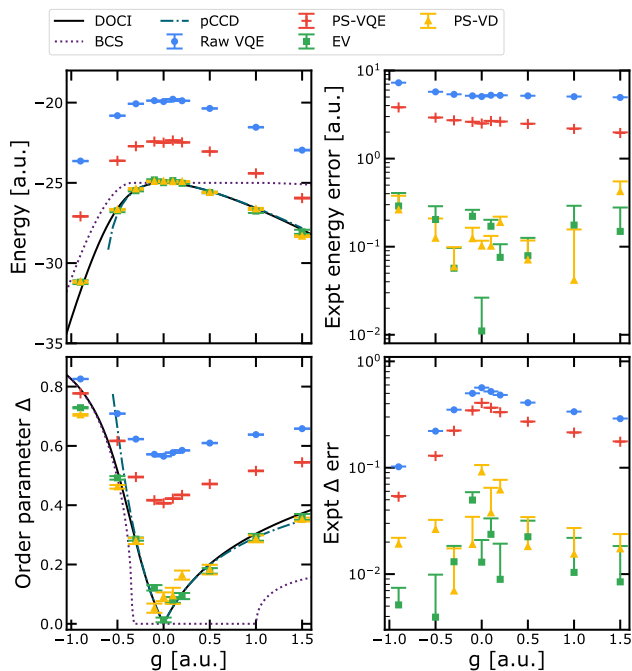 DOCI pCCD PS-VQE PS-VD
BCS Raw VQE EV
Energy [a.u.]
−20
−25
−30
−35
Expt energy error [a.u.]
10^1
10^0
10^−1
10^−2
Order parameter Δ
0.8
0.6
0.4
0.2
0.0
−1.0 −0.5 0.0 0.5 1.0 1.5
g [a.u.]
Expt Δ err
10^0
10^−1
10^−2
−1.0 −0.5 0.0 0.5 1.0 1.5
g [a.u.]